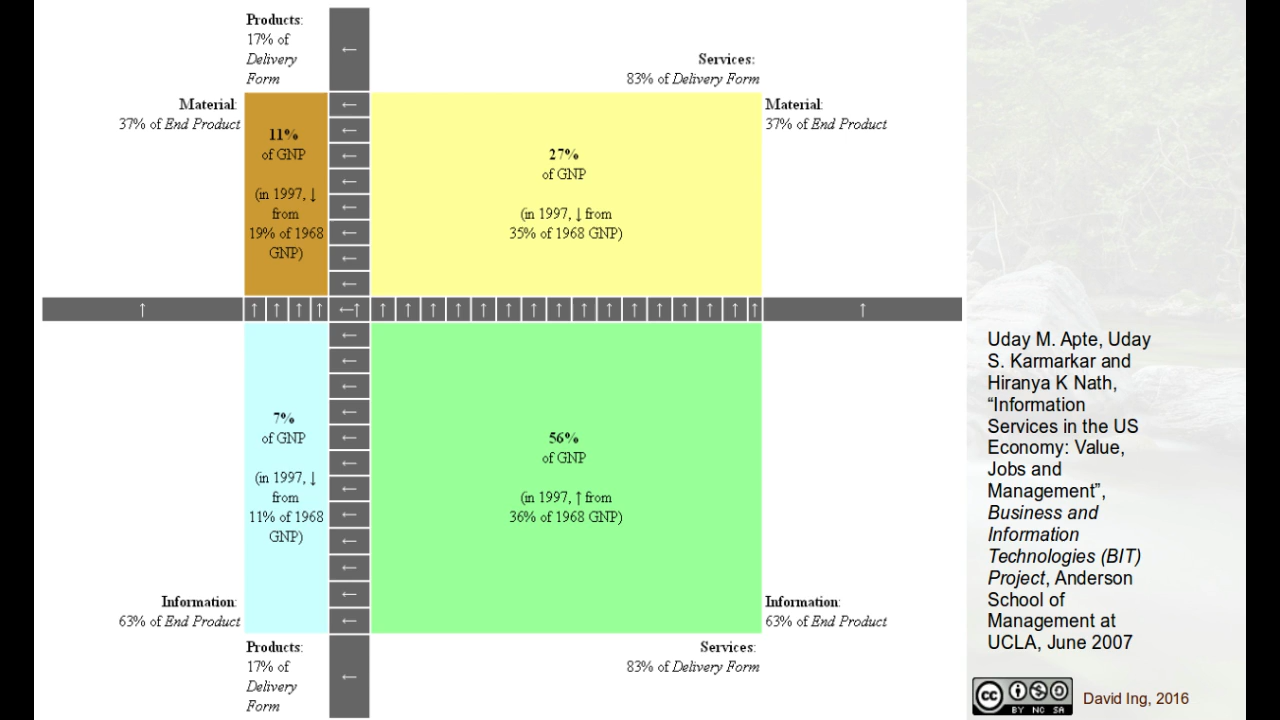 Products:
17% of
Delivery
Form
←
Services:
83% of Delivery Form
Material:
37% of End Product
11%
of GNP
(in 1997, ↓
from
19% of 1968
GNP)
←
←
←
←
←
←
←
←
27%
of GNP
(in 1997, ↓ from
35% of 1968 GNP)
Material:
37% of End Product
↑ ↑ ↑ ↑ ↑ ←↑ ↑ ↑ ↑ ↑ ↑ ↑ ↑ ↑ ↑ ↑ ↑ ↑ ↑ ↑ ↑ ↑ ↑
7%
of GNP
(in 1997, ↓
from
11% of 1968
GNP)
←
←
←
←
←
←
←
←
←
←
←
←
56%
of GNP
(in 1997, ↑ from
36% of 1968 GNP)
Information:
63% of End Product
Information:
63% of End Product
Products:
17% of
Delivery
Form
←
Services:
83% of Delivery Form
Uday M. Apte, Uday
S. Karmarkar and
Hiranya K Nath,
“Information
Services in the US
Economy: Value,
Jobs and
Management”,
Business and
Information
Technologies (BIT)
Project, Anderson
School of
Management at
UCLA, June 2007
cc
BY NC SA
David Ing, 2016